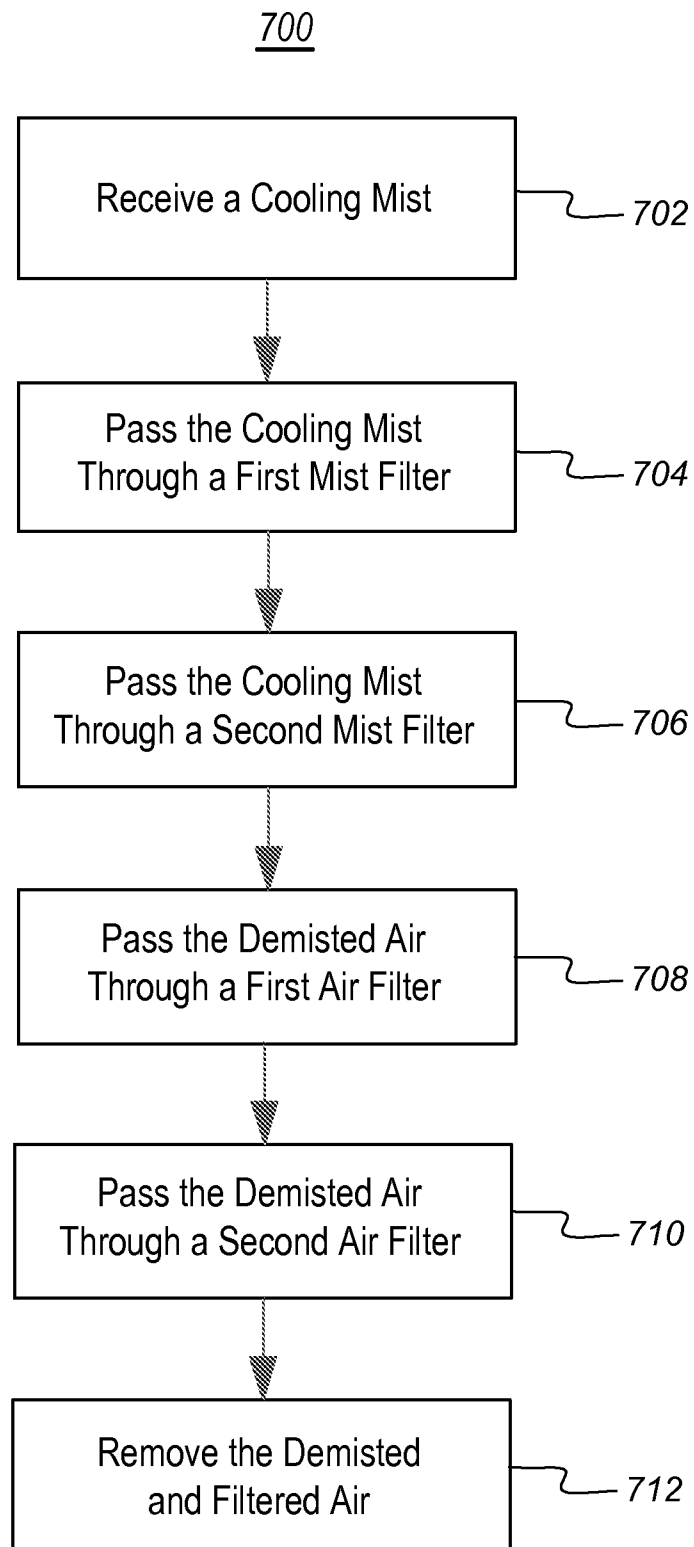 700
Receive a Cooling Mist
702
Pass the Cooling Mist
Through a First Mist Filter
704
Pass the Cooling Mist
Through a Second Mist Filter
706
Pass the Demisted Air
Through a First Air Filter
708
Pass the Demisted Air
Through a Second Air Filter
710
Remove the Demisted
and Filtered Air
712